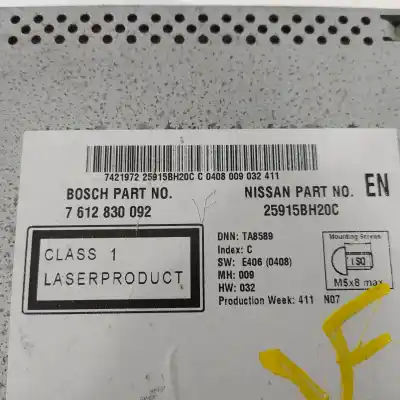 7421972 25915BH20C C 0408 009 032 411
BOSCH PART NO.
7 612 830 092
NISSAN PART NO.
25915BH20C
EN
CLASS 1
LASERPRODUCT
DNN: TA8589
Index: C
SW: E406 (0408)
MH: 009
HW: 032
Production Week: 411 N07
Mounting Screws
ISO
M5x8 max
F